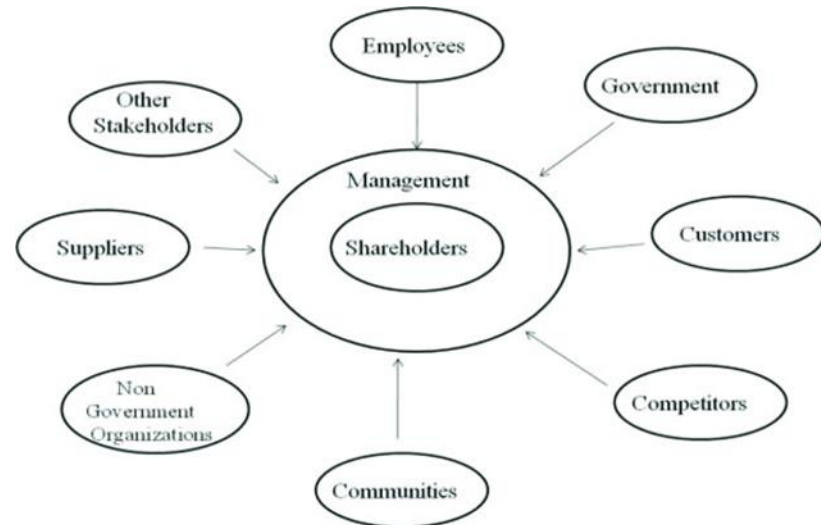 Employees
Government
Other
Stakeholders
Management
Shareholders
Suppliers
Customers
Non
Government
Organizations
Competitors
Communities